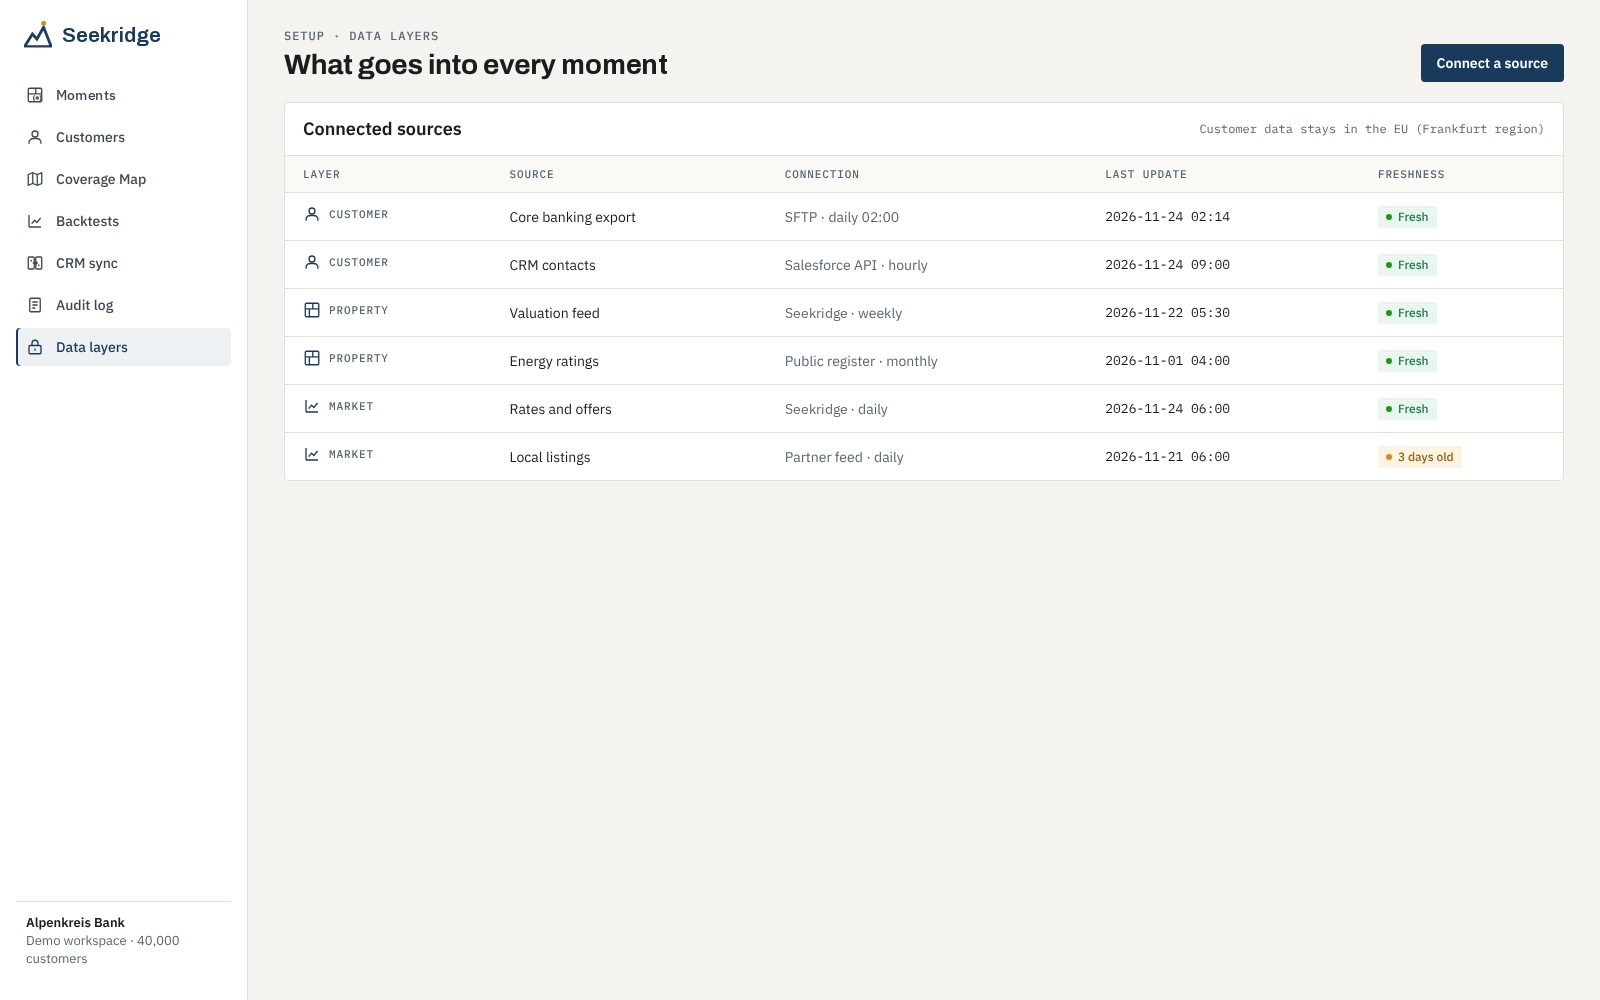 Seekridge
Moments
Customers
Coverage Map
Backtests
CRM sync
Audit log
Data layers
Alpenkreis Bank
Demo workspace · 40,000
customers
SETUP · DATA LAYERS
What goes into every moment
Connect a source
Connected sources
Customer data stays in the EU (Frankfurt region)
LAYER SOURCE CONNECTION LAST UPDATE FRESHNESS
CUSTOMER Core banking export SFTP · daily 02:00 2026-11-24 02:14 Fresh
CUSTOMER CRM contacts Salesforce API · hourly 2026-11-24 09:00 Fresh
PROPERTY Valuation feed Seekridge · weekly 2026-11-22 05:30 Fresh
PROPERTY Energy ratings Public register · monthly 2026-11-01 04:00 Fresh
MARKET Rates and offers Seekridge · daily 2026-11-24 06:00 Fresh
MARKET Local listings Partner feed · daily 2026-11-21 06:00 3 days old